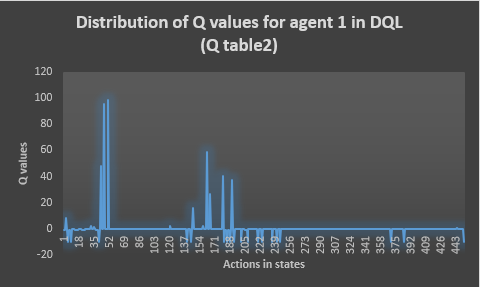 Distribution of Q values for agent 1 in DQL
(Q table2)
120
100
80
60
40
20
0
-20
Q values
1 18 35 52 69 86 103 120 137 154 171 188 205 222 239 256 273 290 307 324 341 358 375 392 409 426 443
Actions in states